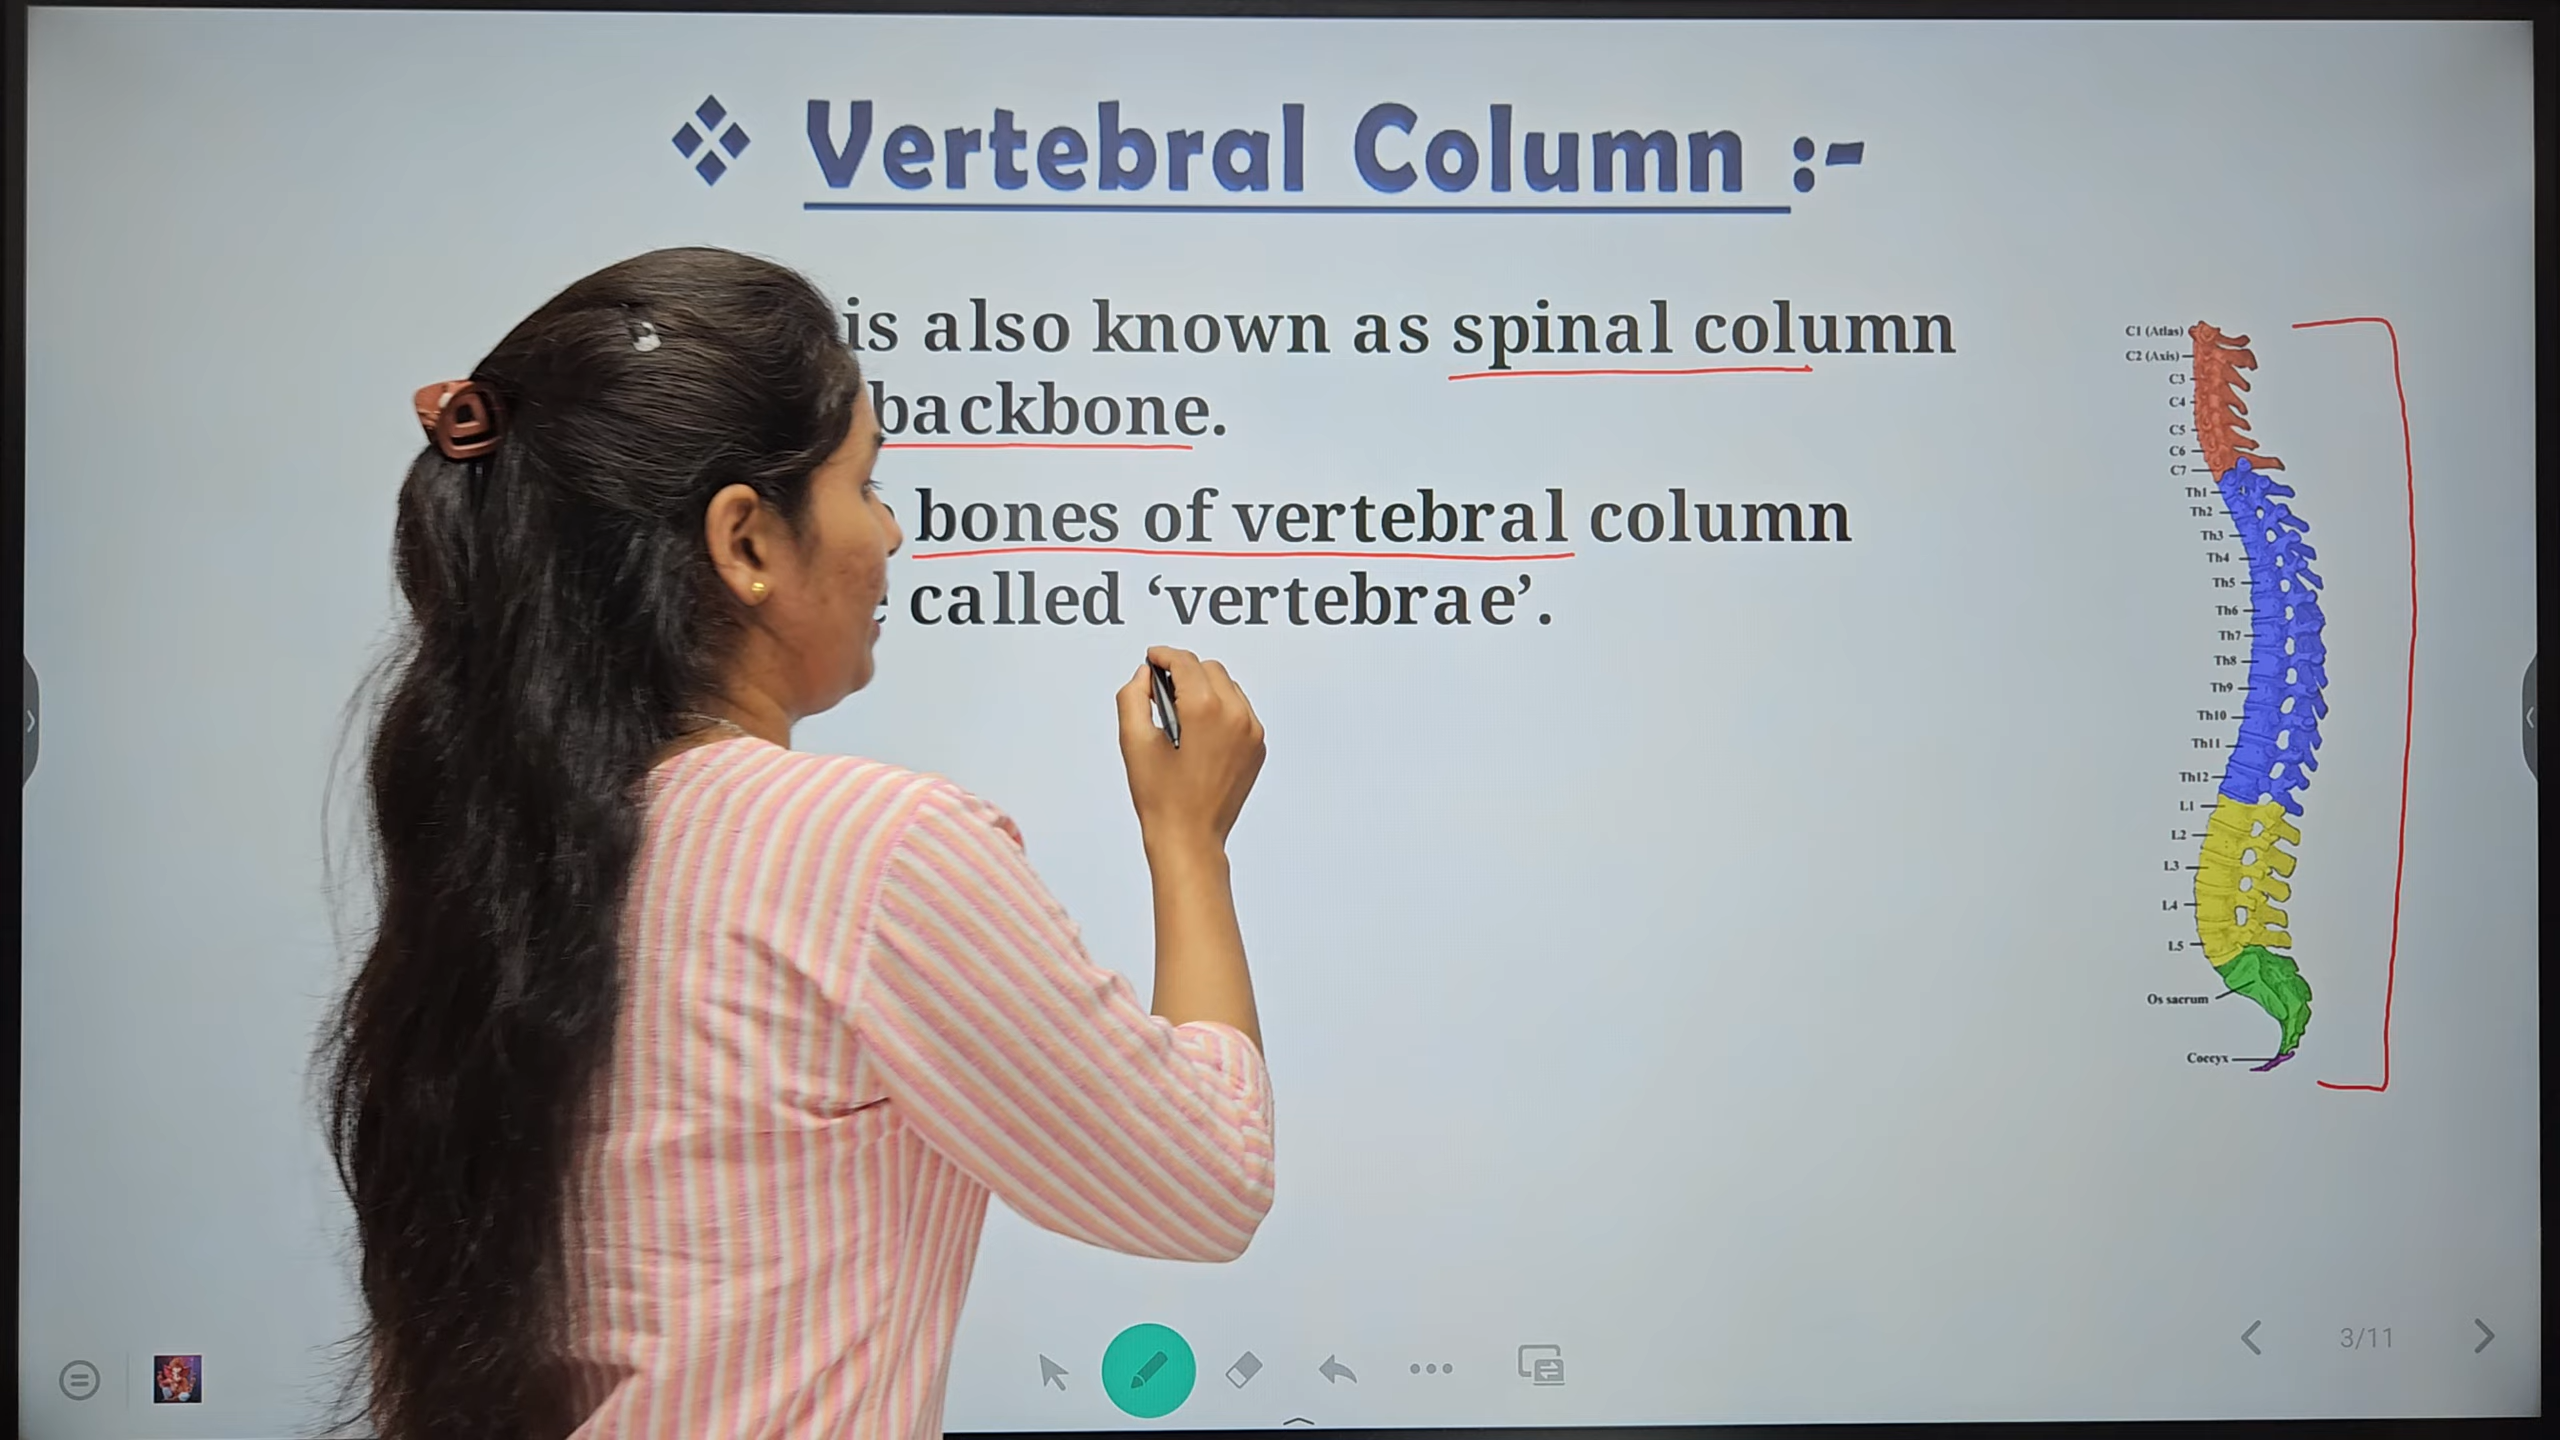 ❖ Vertebral Column :-
is also known as spinal column
backbone.
bones of vertebral column
called ‘vertebrae’.
C1 (Atlas)
C2 (Axis)
C3
C4
C5
C6
C7
Th1
Th2
Th3
Th4
Th5
Th6
Th7
Th8
Th9
Th10
Th11
Th12
L1
L2
L3
L4
L5
Os sacrum
Coccyx
3/11